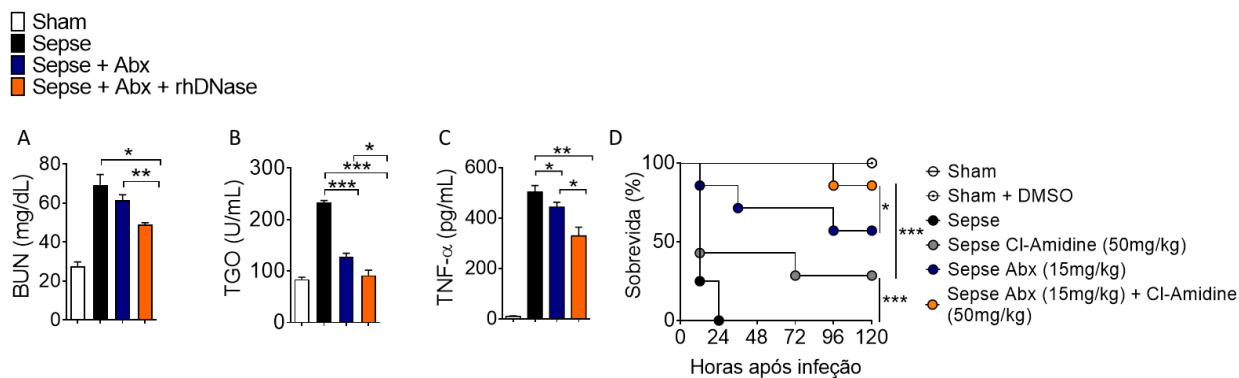 Sham
Sepse
Sepse + Abx
Sepse + Abx + rhDNase
A
BUN (mg/dL)
80
60
40
20
0
*
**
B
TGO (U/mL)
300
200
100
0
*
***
***
C
TNF-α (pg/mL)
600
400
200
0
**
*
*
D
Sobrevida (%)
100
50
0
0 24 48 72 96 120
Horas após infeção
*
***
***
Sham
Sham + DMSO
Sepse
Sepse Cl-Amidine (50mg/kg)
Sepse Abx (15mg/kg)
Sepse Abx (15mg/kg) + Cl-Amidine
(50mg/kg)